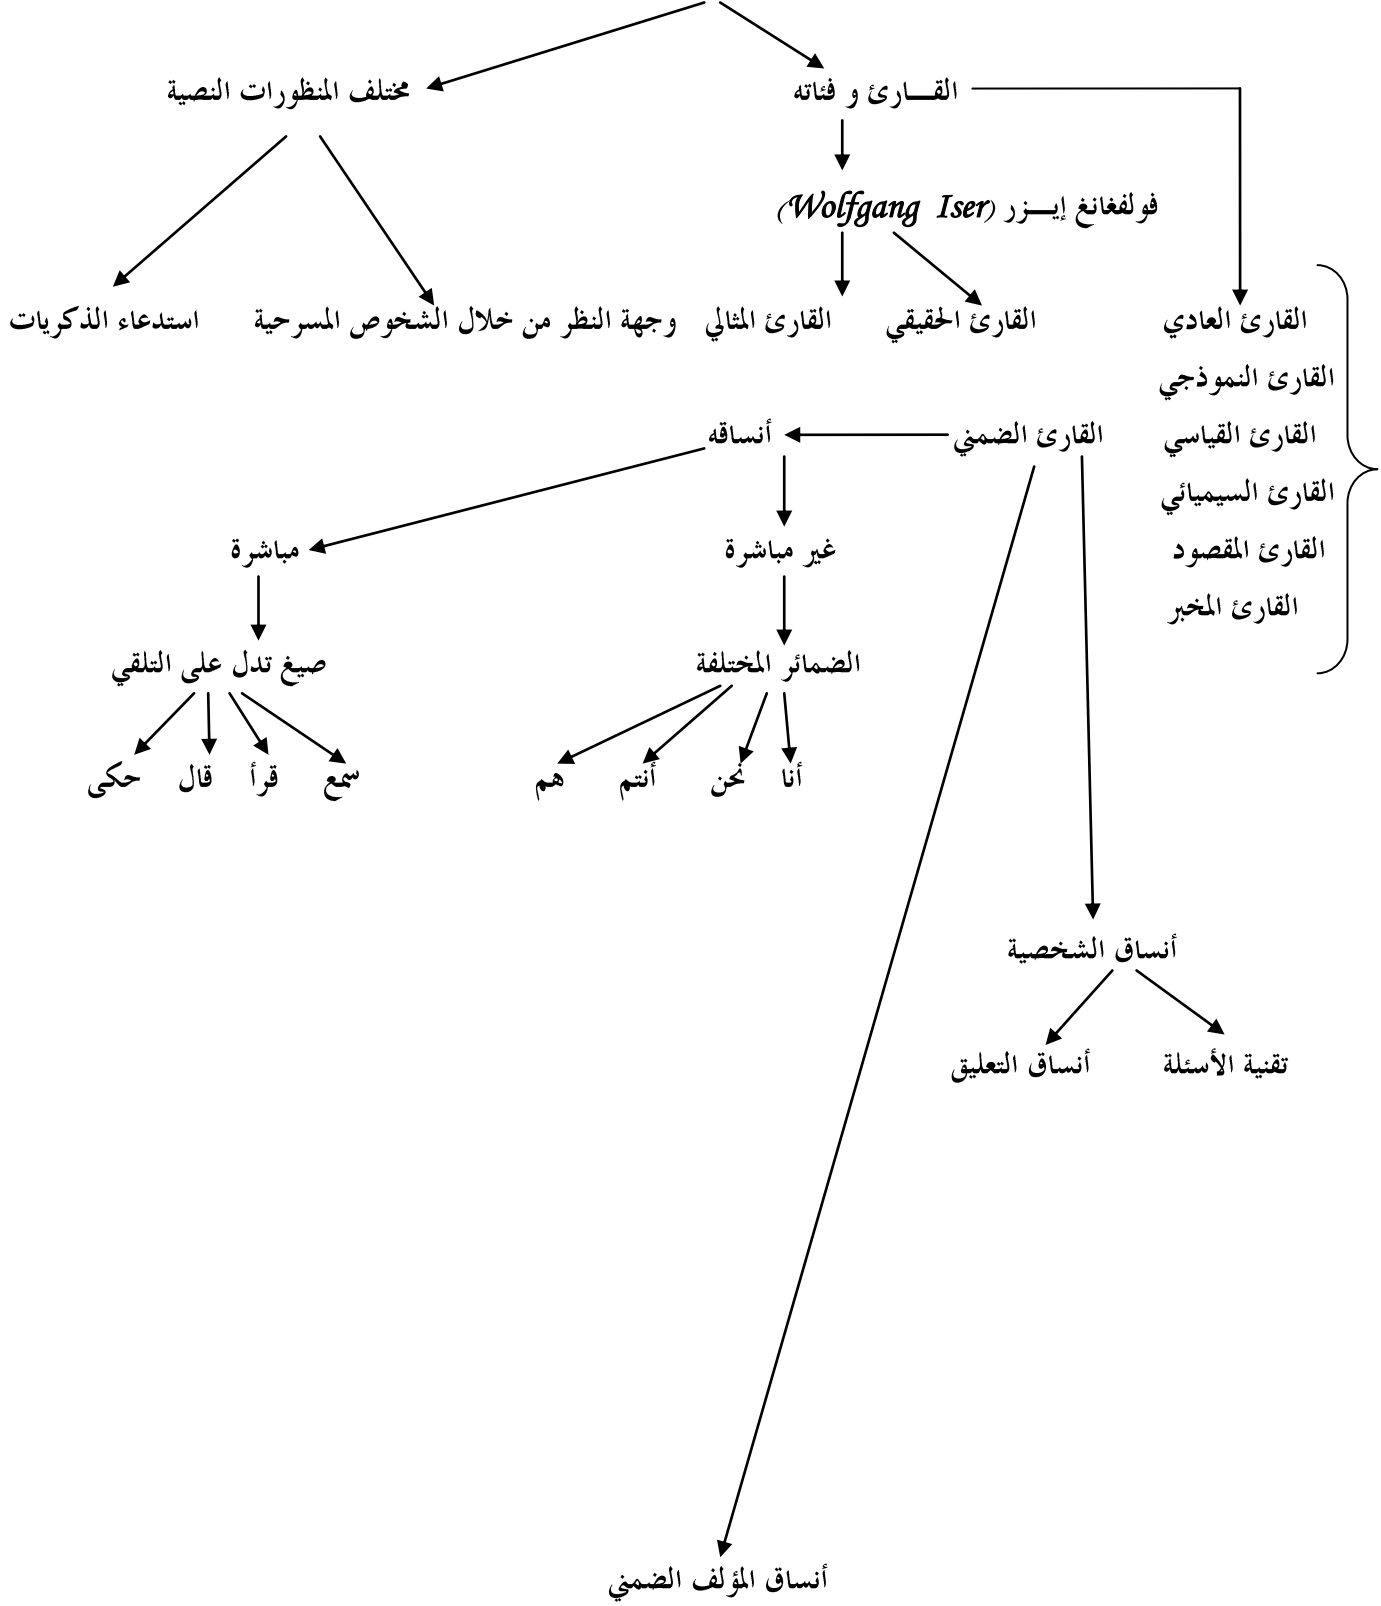 القـــارئ و فئاته مختلف المنظورات النصية
فولفغانغ إيـــزر (Wolfgang Iser)
القارئ العادي القارئ الحقيقي القارئ المثالي وجهة النظر من خلال الشخوص المسرحية استدعاء الذكريات
القارئ النموذجي
القارئ القياسي القارئ الضمني أنساقه
القارئ السيميائي
القارئ المقصود غير مباشرة مباشرة
القارئ المخبر
الضمائر المختلفة صيغ تدل على التلقي
أنا نحن أنتم هم سمع قرأ قال حكى
أنساق الشخصية
تقنية الأسئلة أنساق التعليق
أنساق المؤلف الضمني